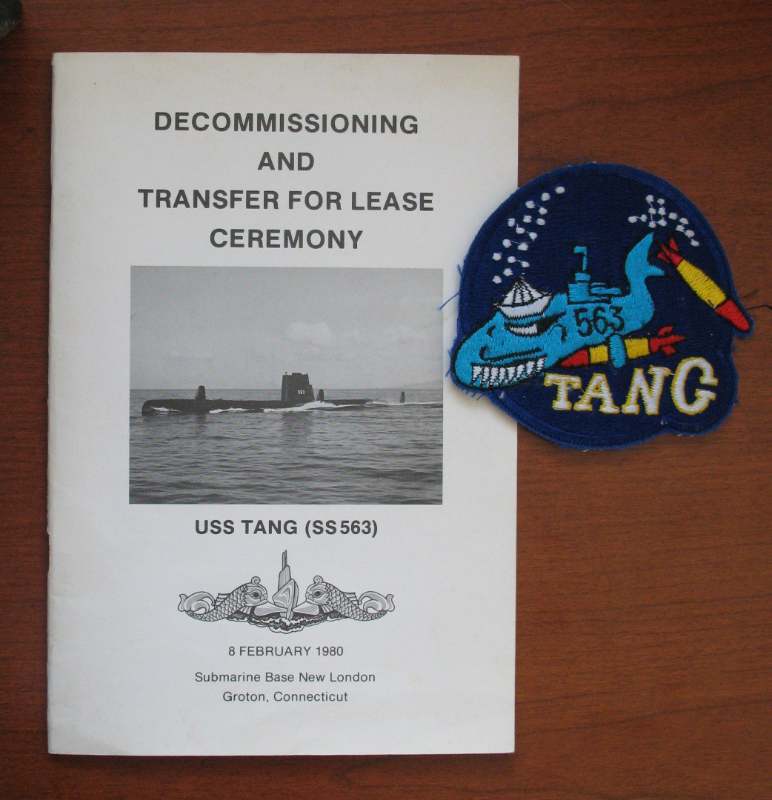 DECOMMISSIONING
AND
TRANSFER FOR LEASE
CEREMONY
563
USS TANG (SS563)
8 FEBRUARY 1980
Submarine Base New London
Groton, Connecticut
563
TANG